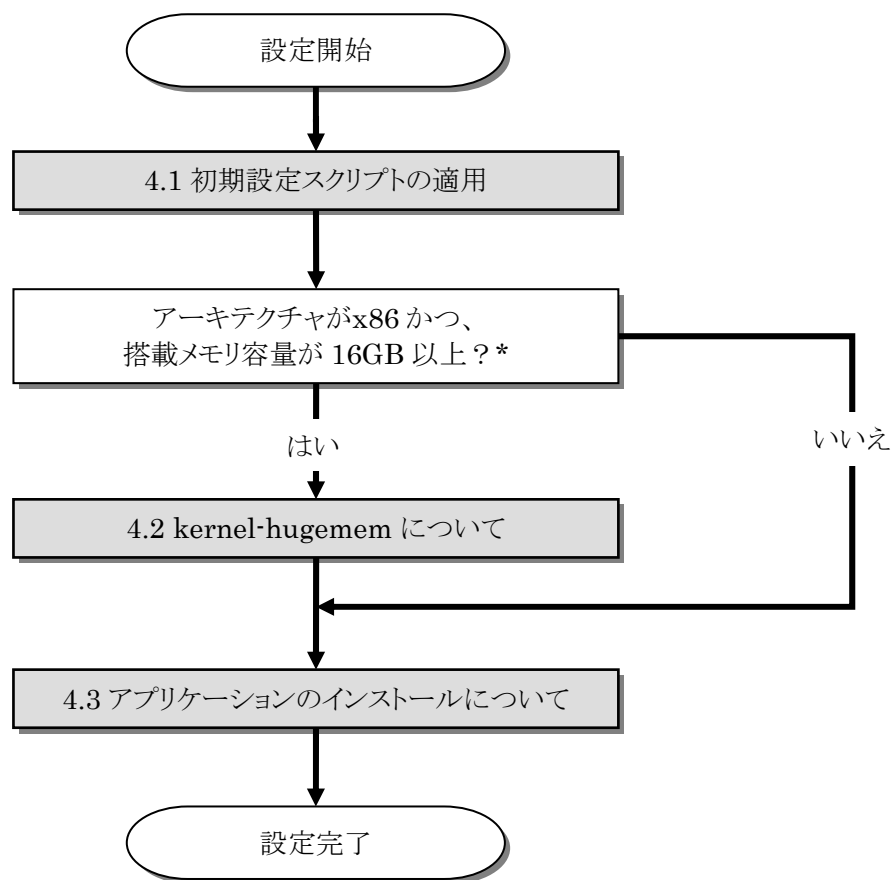 設定開始
4.1 初期設定スクリプトの適用
アーキテクチャがx86 かつ、
搭載メモリ容量が 16GB 以上？*
はい
いいえ
4.2 kernel-hugemem について
4.3 アプリケーションのインストールについて
設定完了